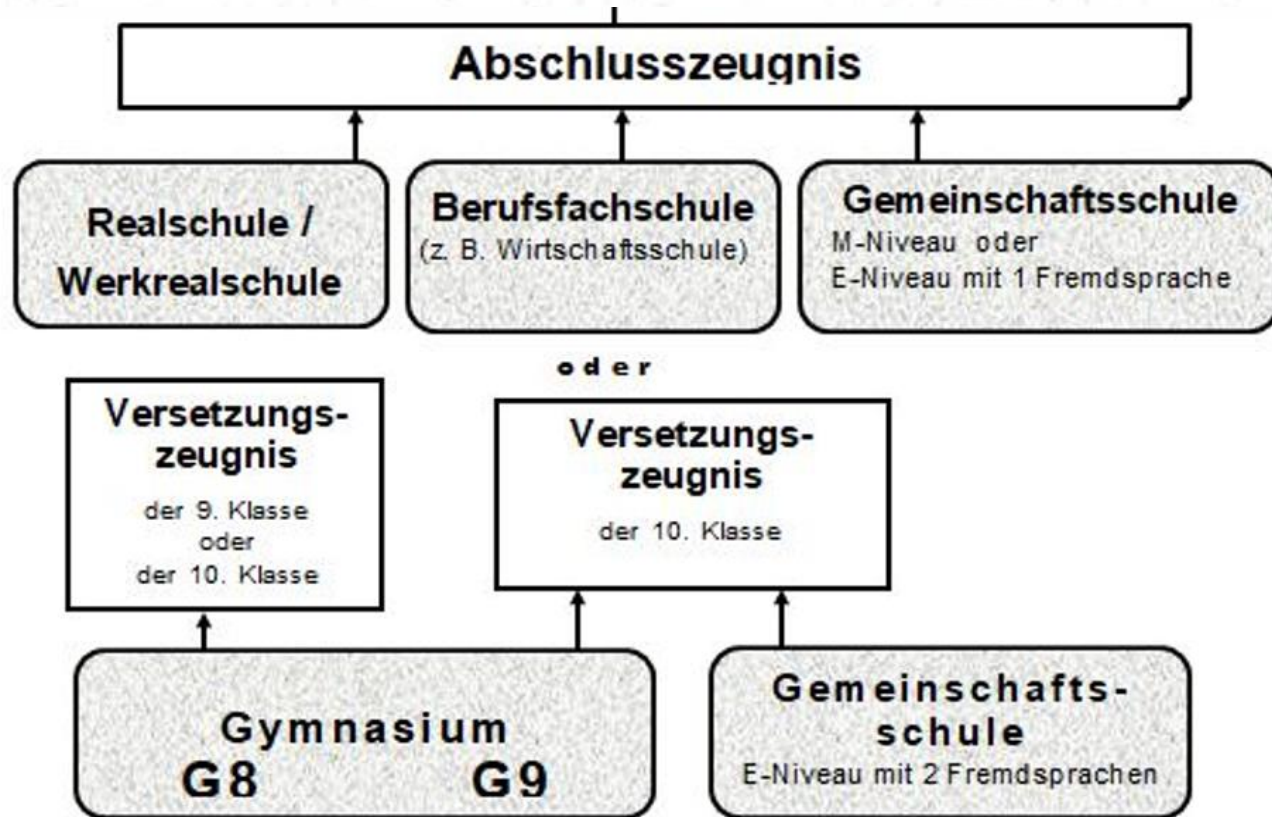 Abschlusszeugnis
Realschule /
Werkrealschule
Berufsfachschule
(z. B. Wirtschaftsschule)
Gemeinschaftsschule
M-Niveau oder
E-Niveau mit 1 Fremdsprache
oder
Versetzungs-
zeugnis
der 9. Klasse
oder
der 10. Klasse
Versetzungs-
zeugnis
der 10. Klasse
Gymnasium
G8 G9
Gemeinschafts-
schule
E-Niveau mit 2 Fremdsprachen